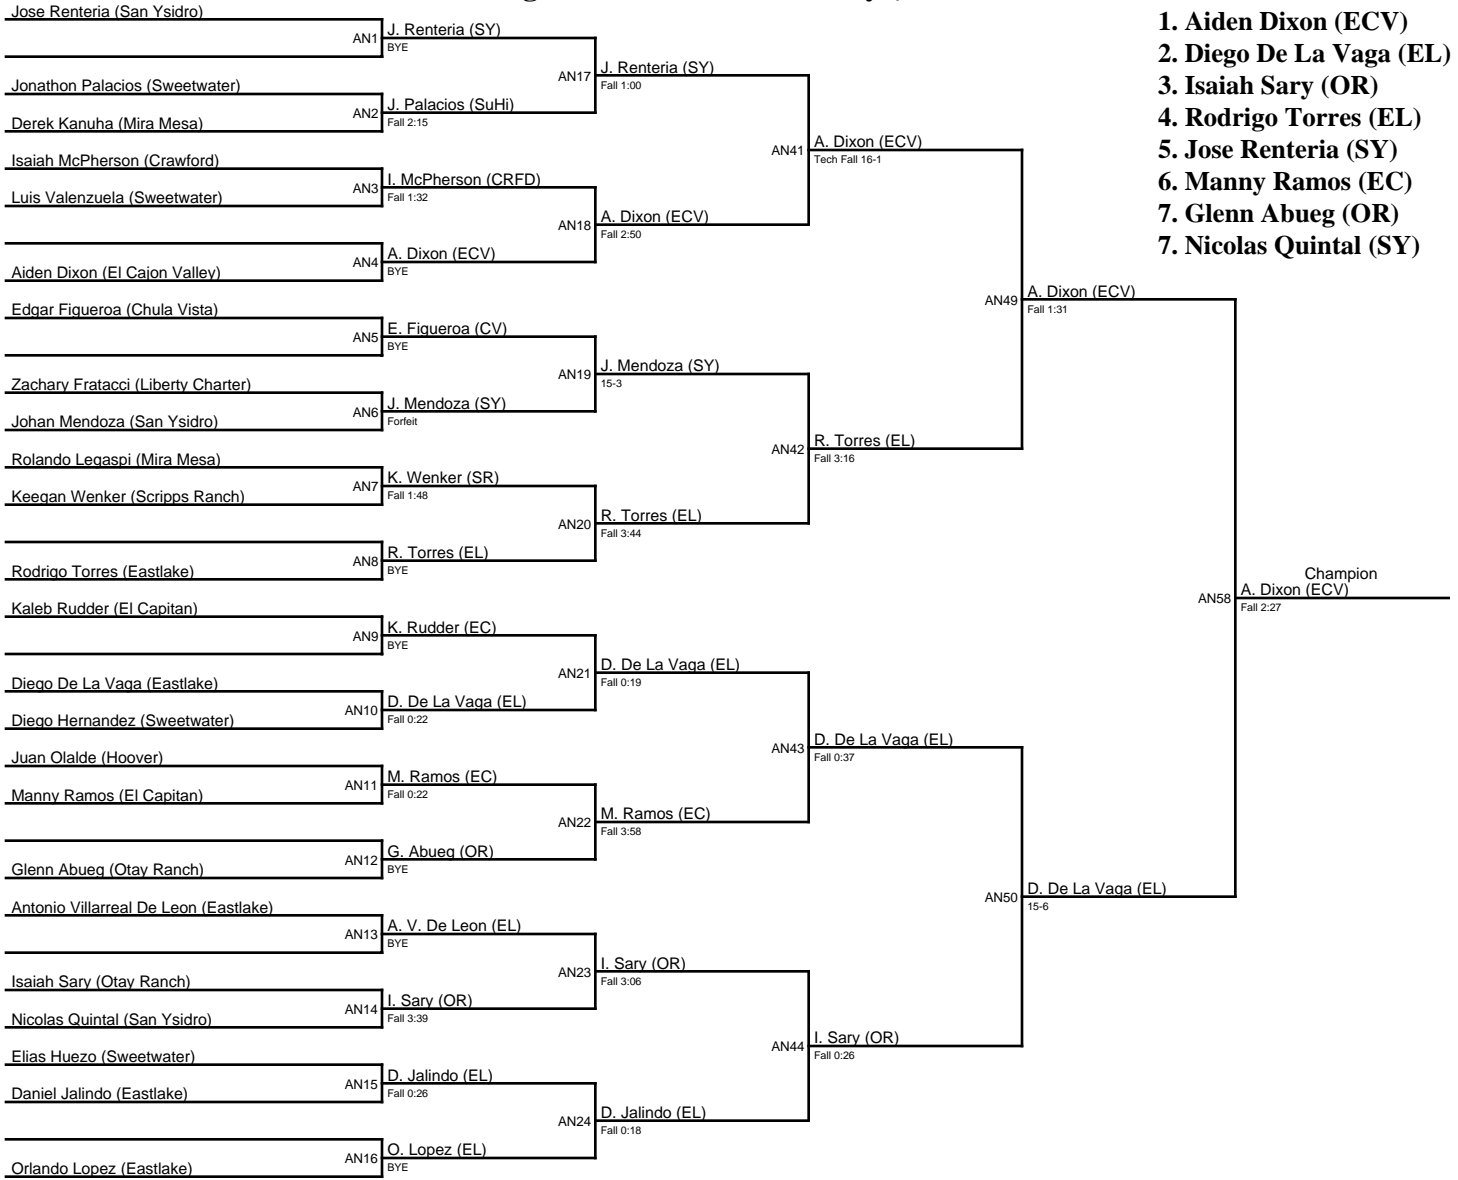 Jose Renteria (San Ysidro)
AN1
J. Renteria (SY)
BYE
Jonathon Palacios (Sweetwater)
AN2
J. Palacios (SuHi)
Fall 2:15
Derek Kanuha (Mira Mesa)
AN17
J. Renteria (SY)
Fall 1:00
Isaiah McPherson (Crawford)
AN3
I. McPherson (CRFD)
Fall 1:32
Luis Valenzuela (Sweetwater)
AN18
A. Dixon (ECV)
Fall 2:50
AN4
A. Dixon (ECV)
BYE
Aiden Dixon (El Cajon Valley)
AN41
A. Dixon (ECV)
Tech Fall 16-1
Edgar Figueroa (Chula Vista)
AN5
E. Figueroa (CV)
BYE
Zachary Fratacci (Liberty Charter)
AN6
J. Mendoza (SY)
Forfeit
Johan Mendoza (San Ysidro)
AN19
J. Mendoza (SY)
15-3
Rolando Legaspi (Mira Mesa)
AN7
K. Wenker (SR)
Fall 1:48
Keegan Wenker (Scripps Ranch)
AN20
R. Torres (EL)
Fall 3:44
AN8
R. Torres (EL)
BYE
Rodrigo Torres (Eastlake)
AN42
R. Torres (EL)
Fall 3:16
AN49
A. Dixon (ECV)
Fall 1:31
Kaleb Rudder (El Capitan)
AN9
K. Rudder (EC)
BYE
Diego De La Vaga (Eastlake)
AN10
D. De La Vaga (EL)
Fall 0:22
Diego Hernandez (Sweetwater)
AN21
D. De La Vaga (EL)
Fall 0:19
Juan Olalde (Hoover)
AN11
M. Ramos (EC)
Fall 0:22
Manny Ramos (El Capitan)
AN22
M. Ramos (EC)
Fall 3:58
AN12
G. Abueg (OR)
BYE
Glenn Abueg (Otay Ranch)
AN43
D. De La Vaga (EL)
Fall 0:37
Antonio Villarreal De Leon (Eastlake)
AN13
A. V. De Leon (EL)
BYE
Isaiah Sary (Otay Ranch)
AN14
I. Sary (OR)
Fall 3:39
Nicolas Quintal (San Ysidro)
AN23
I. Sary (OR)
Fall 3:06
Elias Huezo (Sweetwater)
AN15
D. Jalindo (EL)
Fall 0:26
Daniel Jalindo (Eastlake)
AN24
D. Jalindo (EL)
Fall 0:18
AN16
O. Lopez (EL)
BYE
Orlando Lopez (Eastlake)
AN44
I. Sary (OR)
Fall 0:26
AN50
D. De La Vaga (EL)
15-6
Champion
AN58
A. Dixon (ECV)
Fall 2:27
1. Aiden Dixon (ECV)
2. Diego De La Vaga (EL)
3. Isaiah Sary (OR)
4. Rodrigo Torres (EL)
5. Jose Renteria (SY)
6. Manny Ramos (EC)
7. Glenn Abueg (OR)
7. Nicolas Quintal (SY)